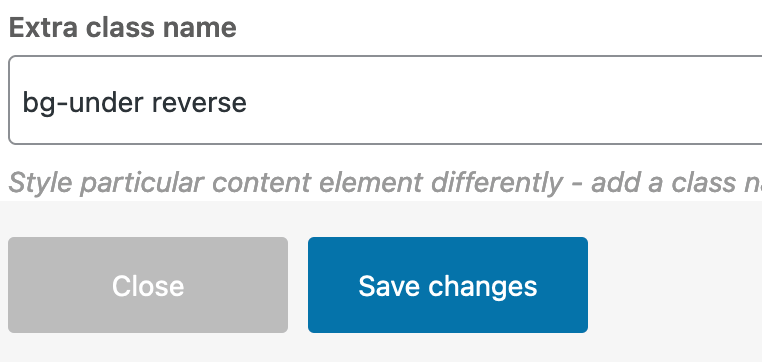 Extra class name
bg-under reverse
Style particular content element differently - add a class
Close
Save changes